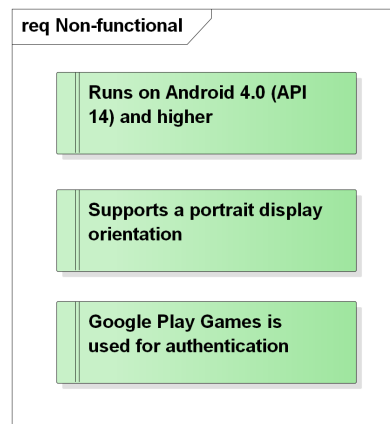 req Non-functional
Runs on Android 4.0 (API
14) and higher
Supports a portrait display
orientation
Google Play Games is
used for authentication